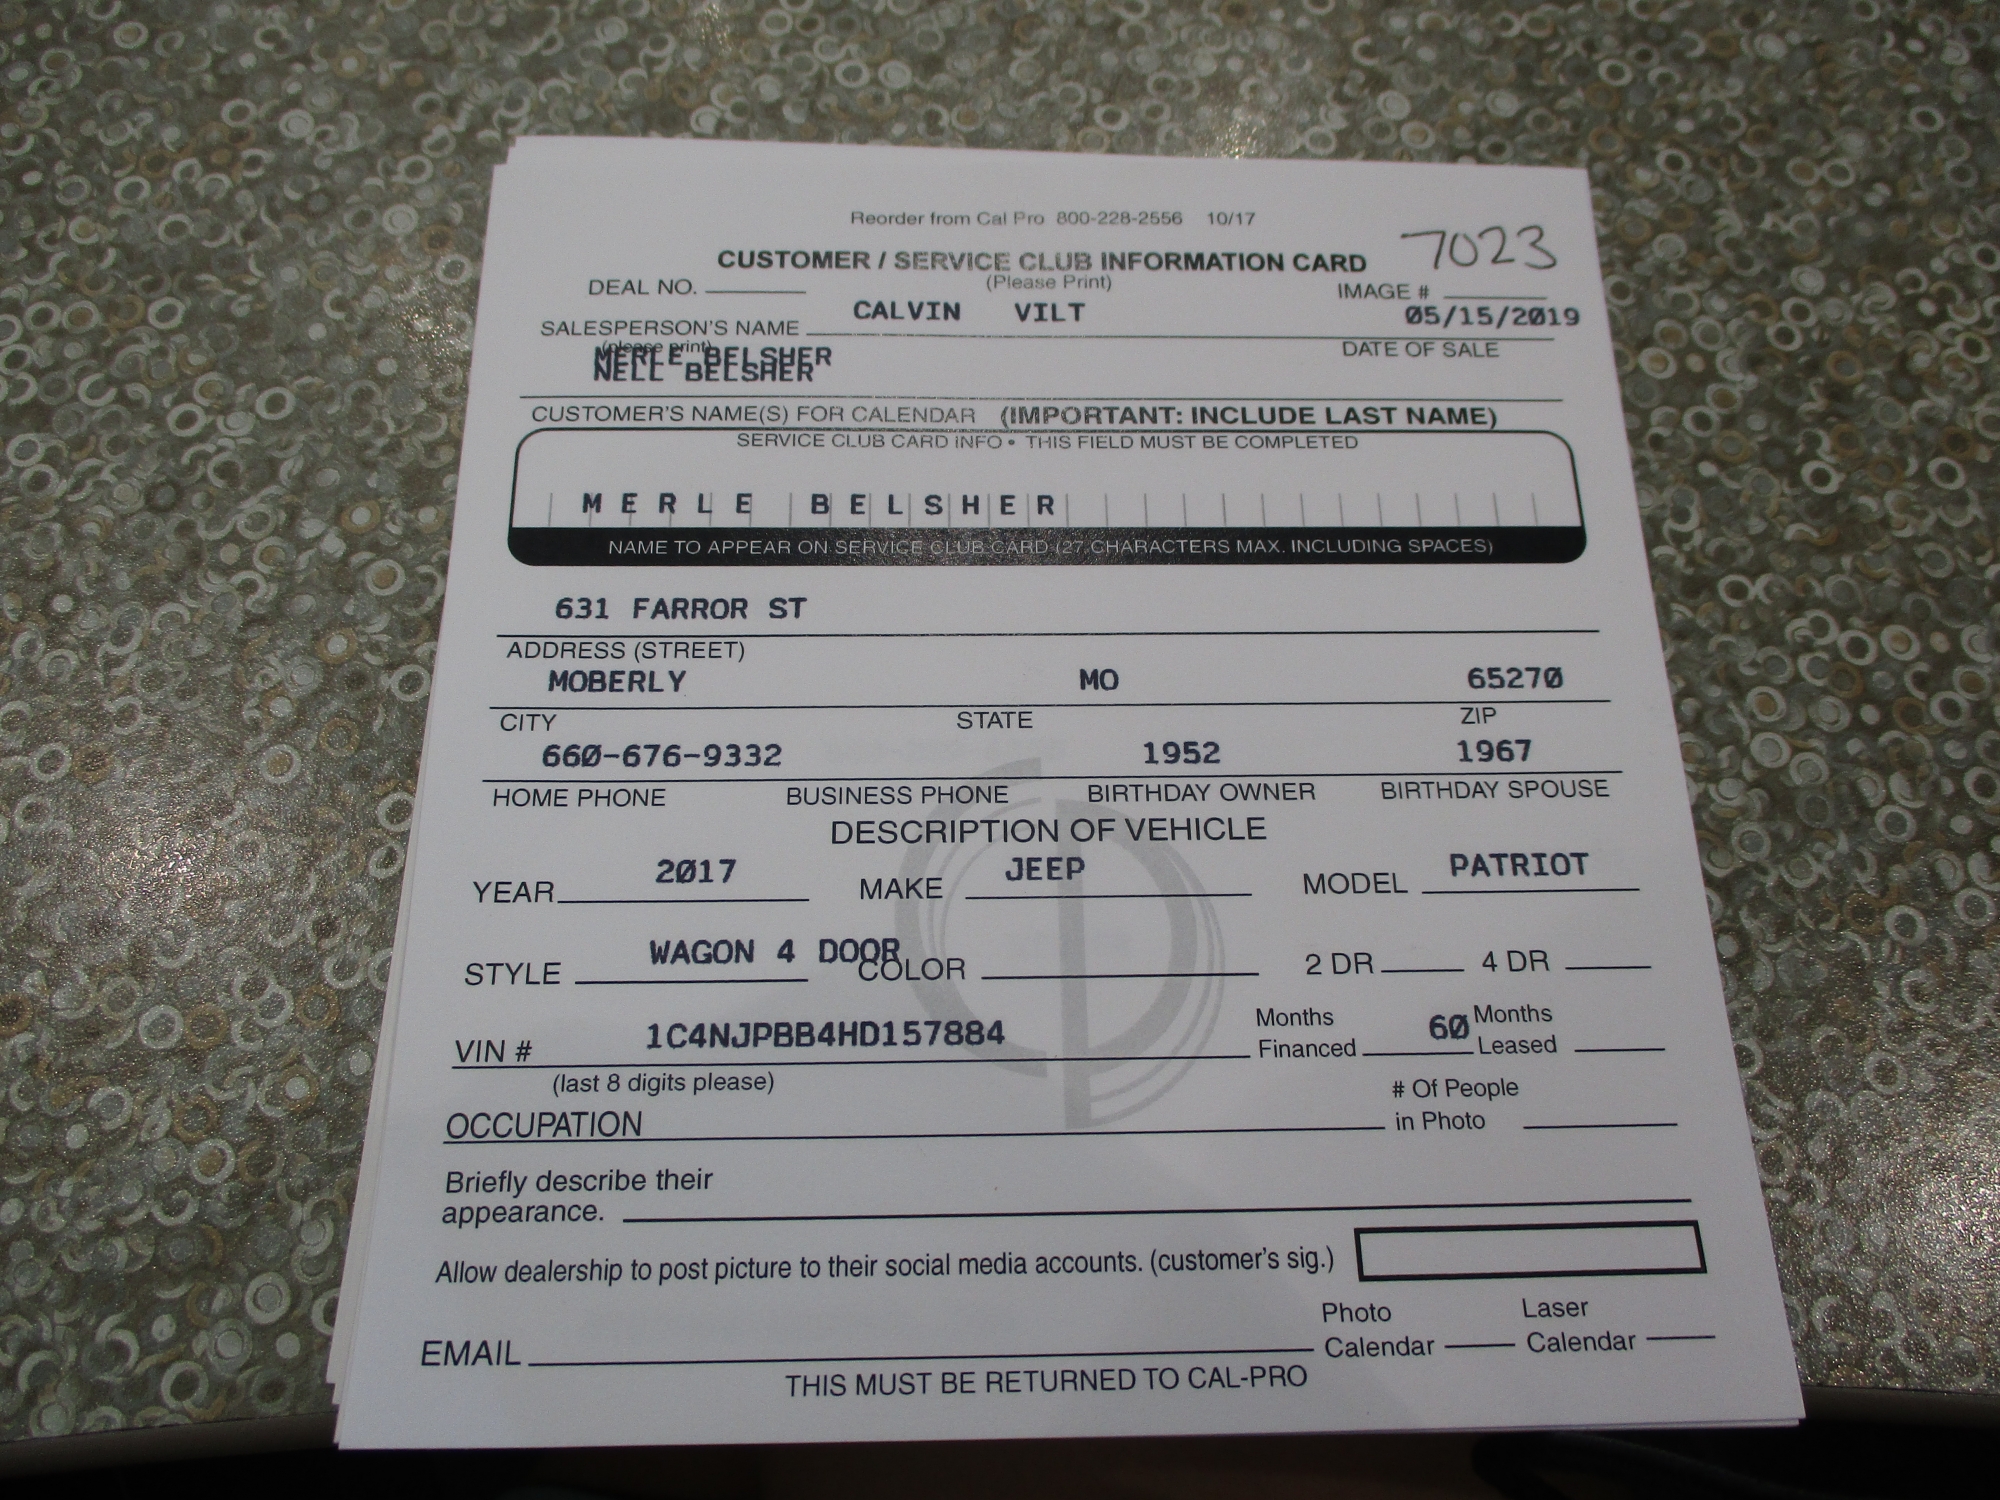 Reorder from Cal Pro 800-228-2556 10/17
CUSTOMER / SERVICE CLUB INFORMATION CARD 7023
(Please Print)
DEAL NO. IMAGE #
SALESPERSON'S NAME CALVIN VILT 05/15/2019
(please print) DATE OF SALE
MERLE BELSHER
NELL BELSHER
CUSTOMER'S NAME(S) FOR CALENDAR (IMPORTANT: INCLUDE LAST NAME)
SERVICE CLUB CARD INFO • THIS FIELD MUST BE COMPLETED
MERLE BELSHER
NAME TO APPEAR ON SERVICE CLUB CARD (27 CHARACTERS MAX. INCLUDING SPACES)
631 FARROR ST
ADDRESS (STREET)
MOBERLY MO 65270
CITY STATE ZIP
660-676-9332 1952 1967
HOME PHONE BUSINESS PHONE BIRTHDAY OWNER BIRTHDAY SPOUSE
DESCRIPTION OF VEHICLE
YEAR 2017 MAKE JEEP MODEL PATRIOT
STYLE WAGON 4 DOOR COLOR 2 DR 4 DR
VIN # 1C4NJPBB4HD157884 Months Financed 60 Months Leased
(last 8 digits please)
OCCUPATION # Of People in Photo
Briefly describe their
appearance.
Allow dealership to post picture to their social media accounts. (customer's sig.)
EMAIL Photo Calendar Laser Calendar
THIS MUST BE RETURNED TO CAL-PRO